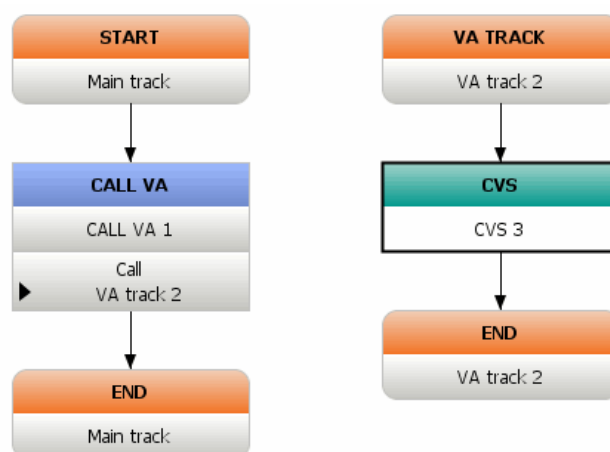 START
Main track
CALL VA
CALL VA 1
Call
VA track 2
END
Main track
VA TRACK
VA track 2
CVS
CVS 3
END
VA track 2